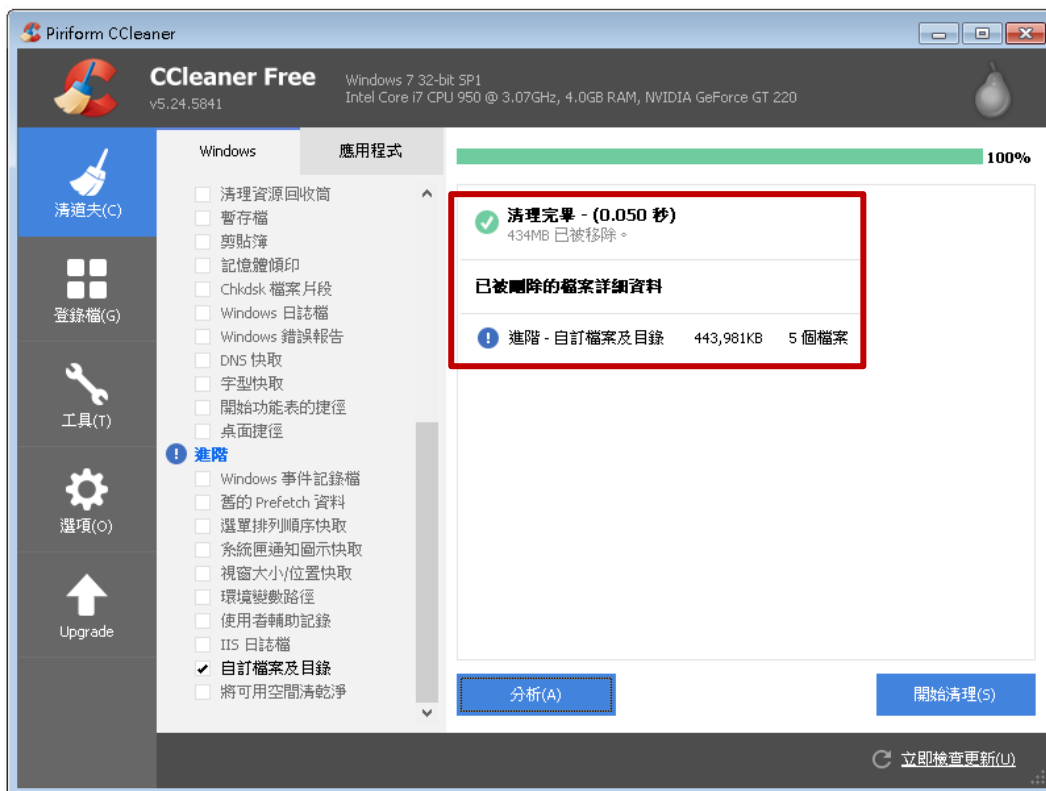 Piriform CCleaner
CCleaner Free
v5.24.5841
Windows 7 32-bit SP1
Intel Core i7 CPU 950 @ 3.07GHz, 4.0GB RAM, NVIDIA GeForce GT 220
清道夫(C)
登錄檔(G)
工具(T)
選項(O)
Upgrade
Windows
應用程式
清理資源回收筒
暫存檔
剪貼簿
記憶體傾印
Chkdsk 檔案片段
Windows 日誌檔
Windows 錯誤報告
DNS 快取
字型快取
開始功能表的捷徑
桌面捷徑
進階
Windows 事件記錄檔
舊的 Prefetch 資料
選單排列順序快取
系統匣通知圖示快取
視窗大小/位置快取
環境變數路徑
使用者輔助記錄
IIS 日誌檔
自訂檔案及目錄
將可用空間清乾淨
100%
清理完畢 - (0.050 秒)
434MB 已被移除。
已被刪除的檔案詳細資料
進階 - 自訂檔案及目錄 443,981KB 5 個檔案
分析(A)
開始清理(S)
立即檢查更新(U)